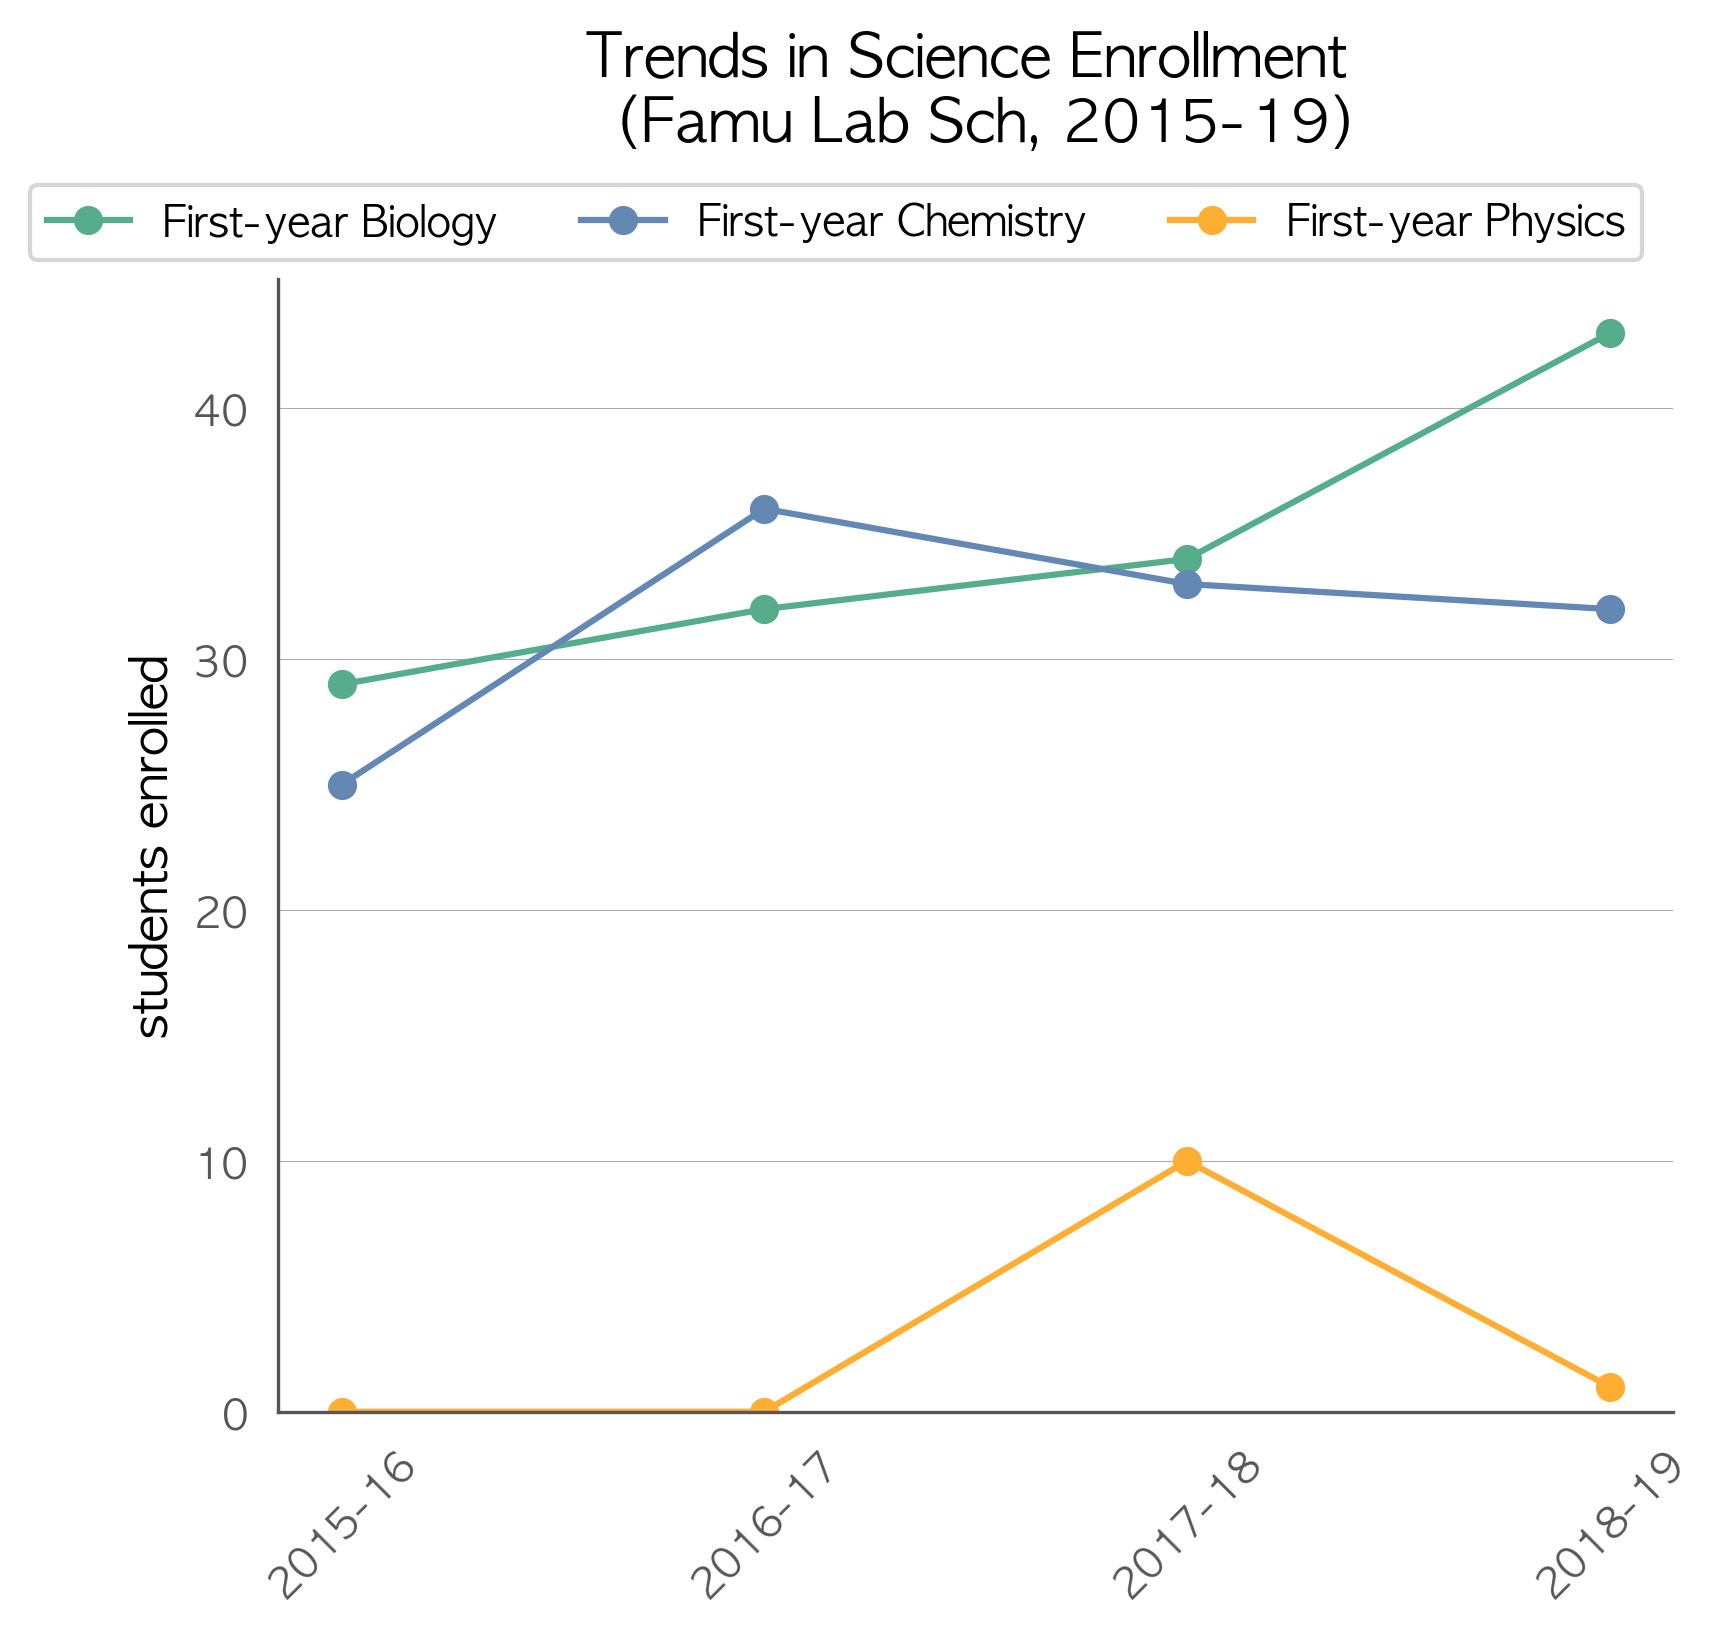 Trends in Science Enrollment
(Famu Lab Sch, 2015-19)
First-year Biology First-year Chemistry First-year Physics
students enrolled
40
30
20
10
0
2015-16
2016-17
2017-18
2018-19